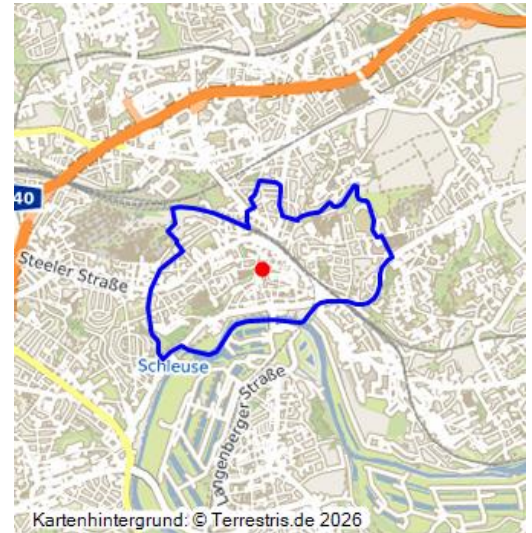 40
Steeler Straße
Schleuse
Langenberger Straße
Kartenhintergrund: © Terrestris.de 2026